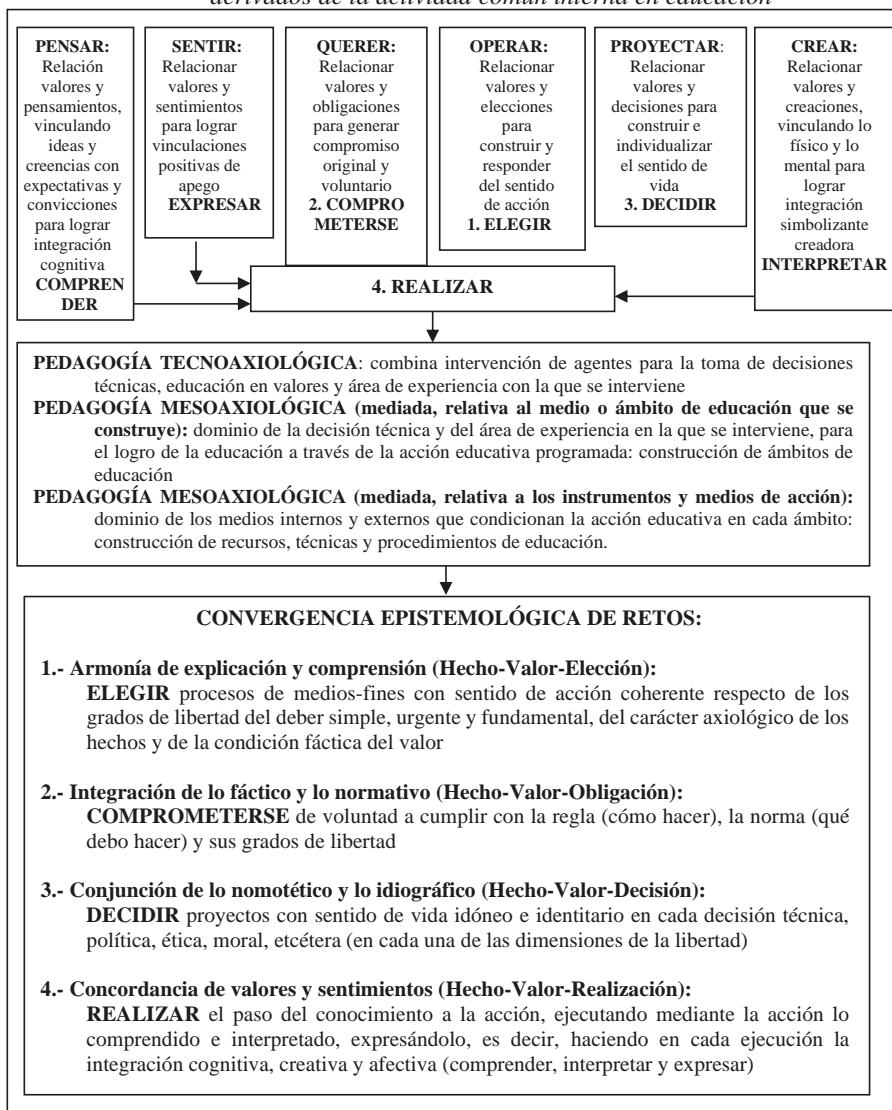 derivados de la actividad común interna en educación
PENSAR:
Relación
valores y
pensamientos,
vinculando
ideas y
creencias con
expectativas y
convicciones
para lograr
integración
cognitiva
COMPREN
DER
SENTIR:
Relacionar
valores y
sentimientos
para lograr
vinculaciones
positivas de
apego
EXPRESAR
QUERER:
Relacionar
valores y
obligaciones
para generar
compromiso
original y
voluntario
2. COMPRO
METERSE
OPERAR:
Relacionar
valores y
elecciones
para
construir y
responder
del sentido
de acción
1. ELEGIR
PROYECTAR:
Relacionar
valores y
decisiones para
construir e
individualizar
el sentido de
vida
3. DECIDIR
CREAR:
Relacionar
valores y
creaciones,
vinculando lo
físico y lo
mental para
lograr
integración
simbolizante
creadora
INTERPRETAR
4. REALIZAR
PEDAGOGÍA TECNOAXIOLÓGICA: combina intervención de agentes para la toma de decisiones
técnicas, educación en valores y área de experiencia con la que se interviene
PEDAGOGÍA MESOAXIOLÓGICA (mediada, relativa al medio o ámbito de educación que se
construye): dominio de la decisión técnica y del área de experiencia en la que se interviene, para
el logro de la educación a través de la acción educativa programada: construcción de ámbitos de
educación
PEDAGOGÍA MESOAXIOLÓGICA (mediada, relativa a los instrumentos y medios de acción):
dominio de los medios internos y externos que condicionan la acción educativa en cada ámbito:
construcción de recursos, técnicas y procedimientos de educación.
CONVERGENCIA EPISTEMOLÓGICA DE RETOS:
1.- Armonía de explicación y comprensión (Hecho-Valor-Elección):
ELEGIR procesos de medios-fines con sentido de acción coherente respecto de los
grados de libertad del deber simple, urgente y fundamental, del carácter axiológico de los
hechos y de la condición fáctica del valor
2.- Integración de lo fáctico y lo normativo (Hecho-Valor-Obligación):
COMPROMETERSE de voluntad a cumplir con la regla (cómo hacer), la norma (qué
debo hacer) y sus grados de libertad
3.- Conjunción de lo nomotético y lo idiográfico (Hecho-Valor-Decisión):
DECIDIR proyectos con sentido de vida idóneo e identitario en cada decisión técnica,
política, ética, moral, etcétera (en cada una de las dimensiones de la libertad)
4.- Concordancia de valores y sentimientos (Hecho-Valor-Realización):
REALIZAR el paso del conocimiento a la acción, ejecutando mediante la acción lo
comprendido e interpretado, expresándolo, es decir, haciendo en cada ejecución la
integración cognitiva, creativa y afectiva (comprender, interpretar y expresar)